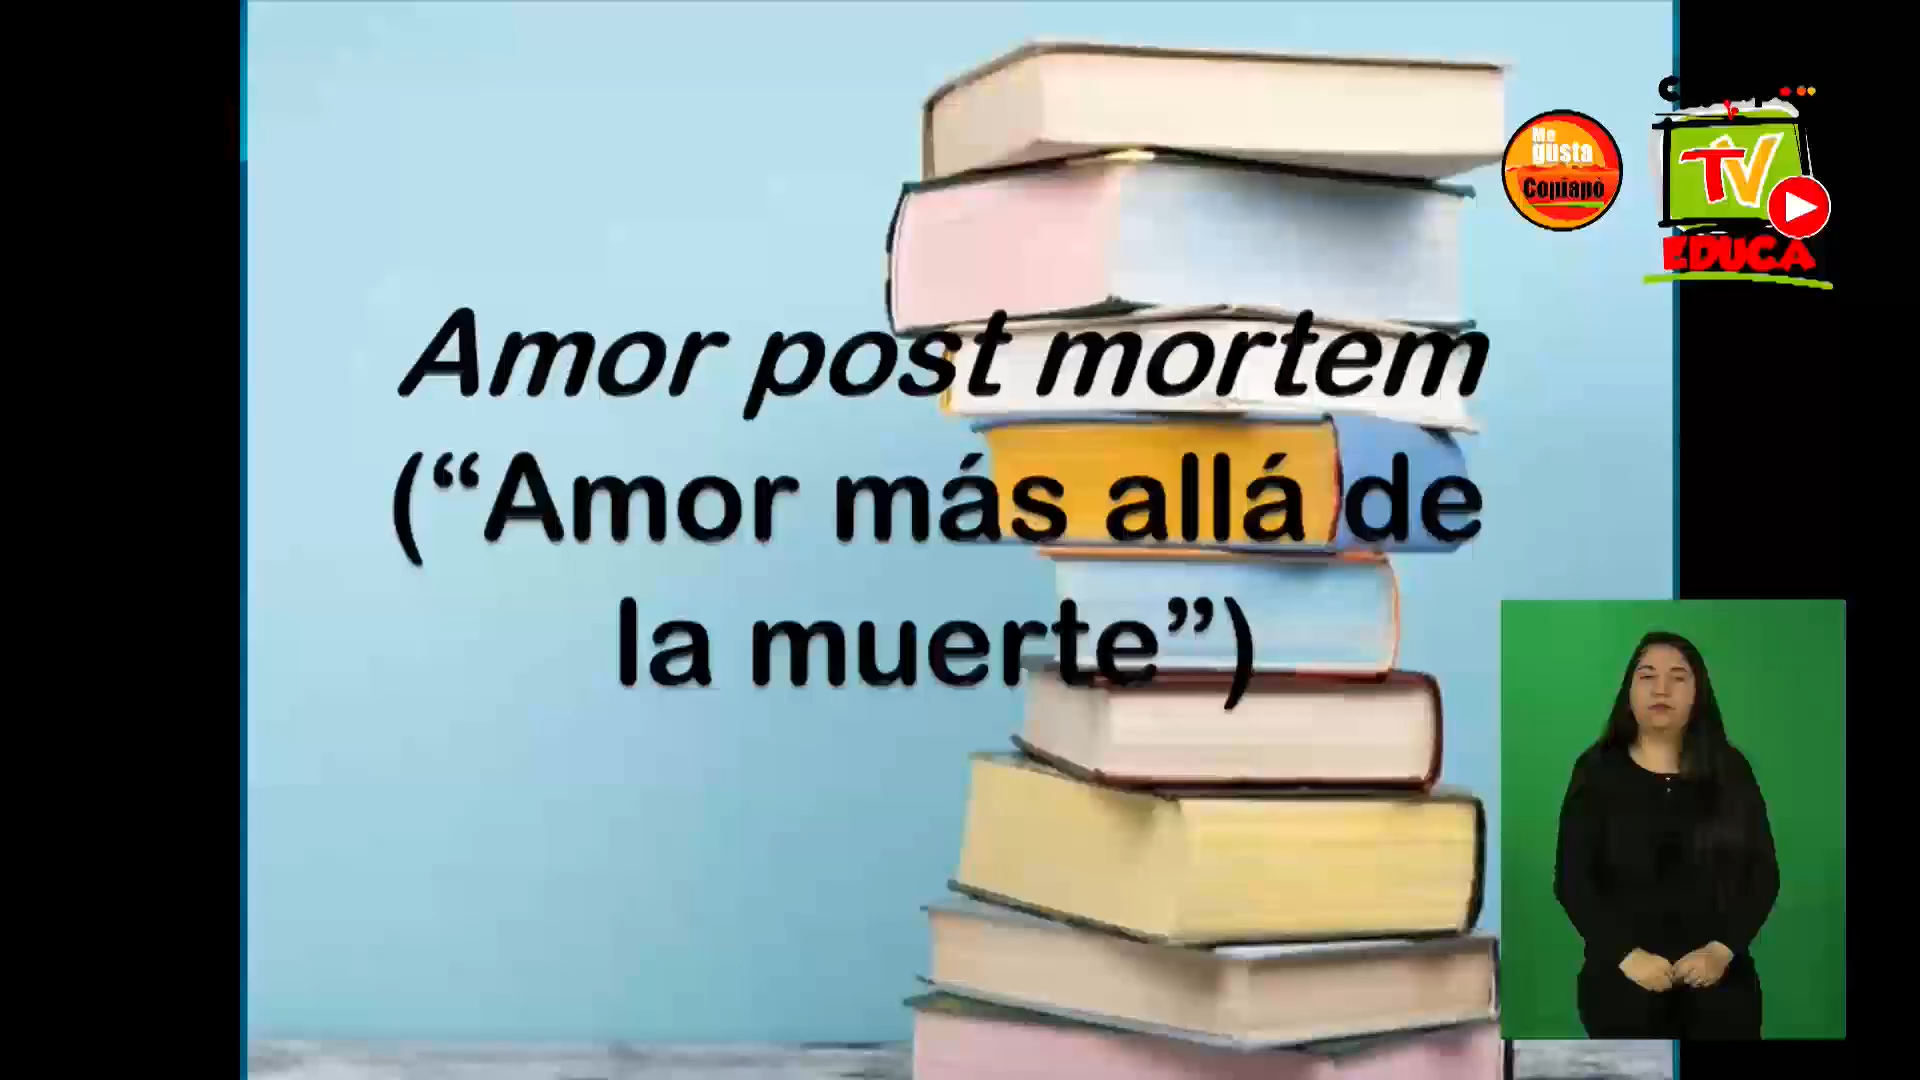 Amor post mortem
(“Amor más allá de
la muerte”)
Me
gusta
Copiapó
TV
EDUCA